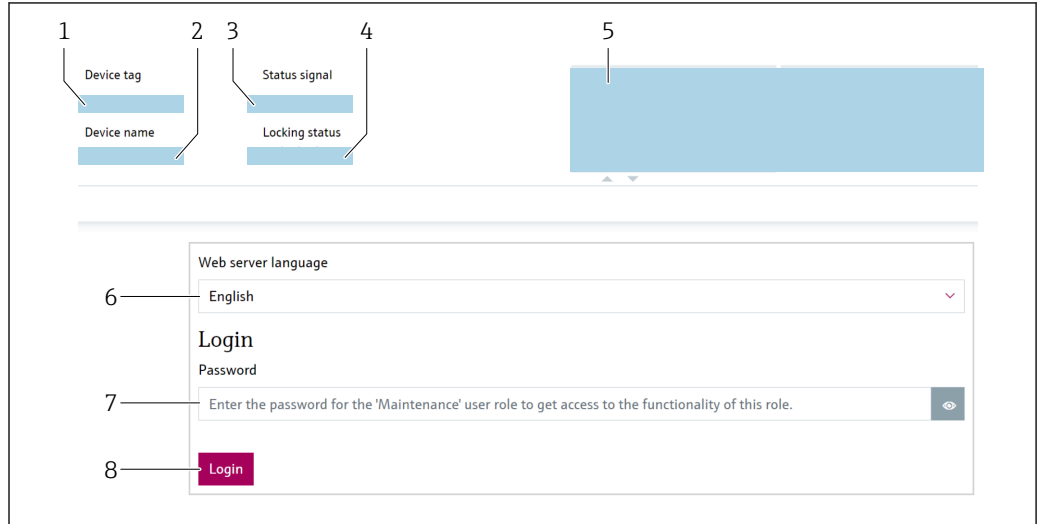 1 2 3 4 5
Device tag Status signal
Device name Locking status
Web server language
6 English
Login
Password
7 Enter the password for the 'Maintenance' user role to get access to the functionality of this role.
8 Login